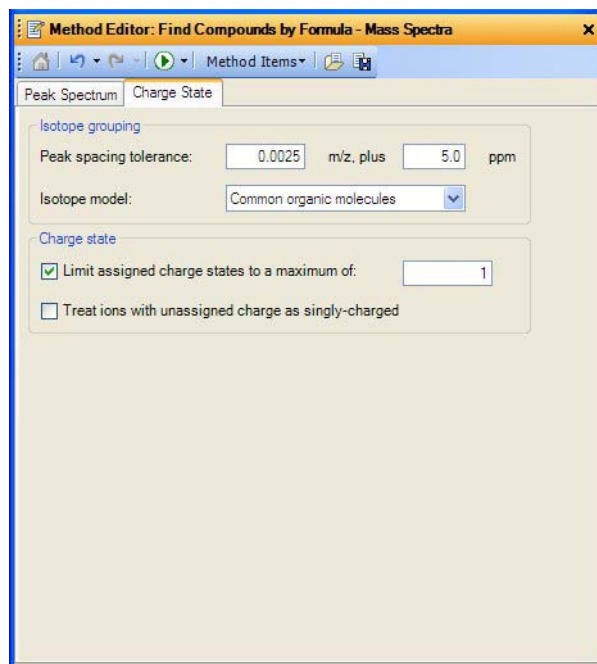 Method Editor: Find Compounds by Formula - Mass Spectra
Method Items
Peak Spectrum Charge State
Isotope grouping
Peak spacing tolerance: 0.0025 m/z, plus 5.0 ppm
Isotope model: Common organic molecules
Charge state
Limit assigned charge states to a maximum of: 1
Treat ions with unassigned charge as singly-charged